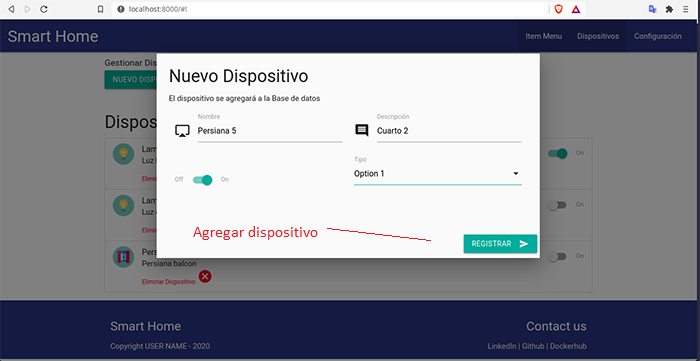 localhost:8000/#!
Smart Home
Item Menu
Dispositivos
Configuración
Gestionar Dis
NUEVO DISPO
Nuevo Dispositivo
El dispositivo se agregará a la Base de datos
Nombre
Persiana 5
Descripción
Cuarto 2
Off
On
Tipo
Option 1
Agregar dispositivo
REGISTRAR
Dispos
Lam
Luz
Eliminar
On
Lam
Luz
Eliminar
On
Pers
Persiana balcon
Eliminar Dispositivo
On
Smart Home
Copyright USER NAME - 2020
Contact us
LinkedIn | Github | Dockerhub